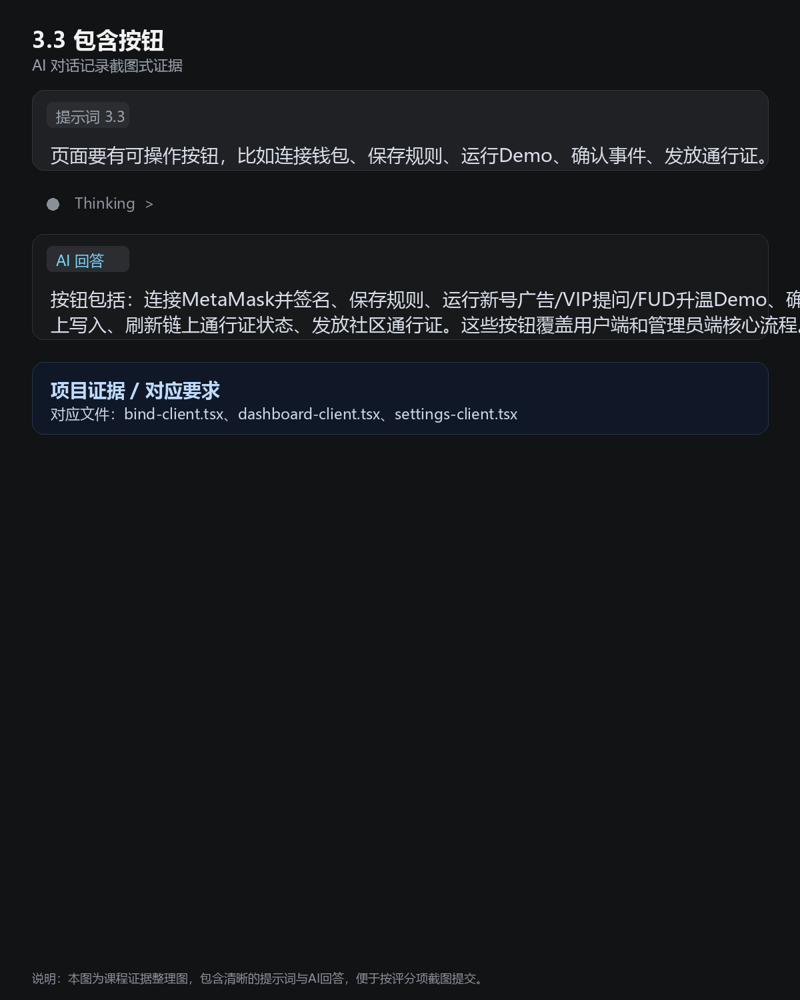 3.3 包含按钮
AI 对话记录截图式证据
提示词 3.3
页面要有可操作按钮，比如连接钱包、保存规则、运行Demo、确认事件、发放通行证。
Thinking >
AI 回答
按钮包括：连接MetaMask并签名、保存规则、运行新号广告/VIP提问/FUD升温Demo、确
上写入、刷新链上通行证状态、发放社区通行证。这些按钮覆盖用户端和管理员端核心流程。
项目证据 / 对应要求
对应文件：bind-client.tsx、dashboard-client.tsx、settings-client.tsx
说明：本图为课程证据整理图，包含清晰的提示词与AI回答，便于按评分项截图提交。